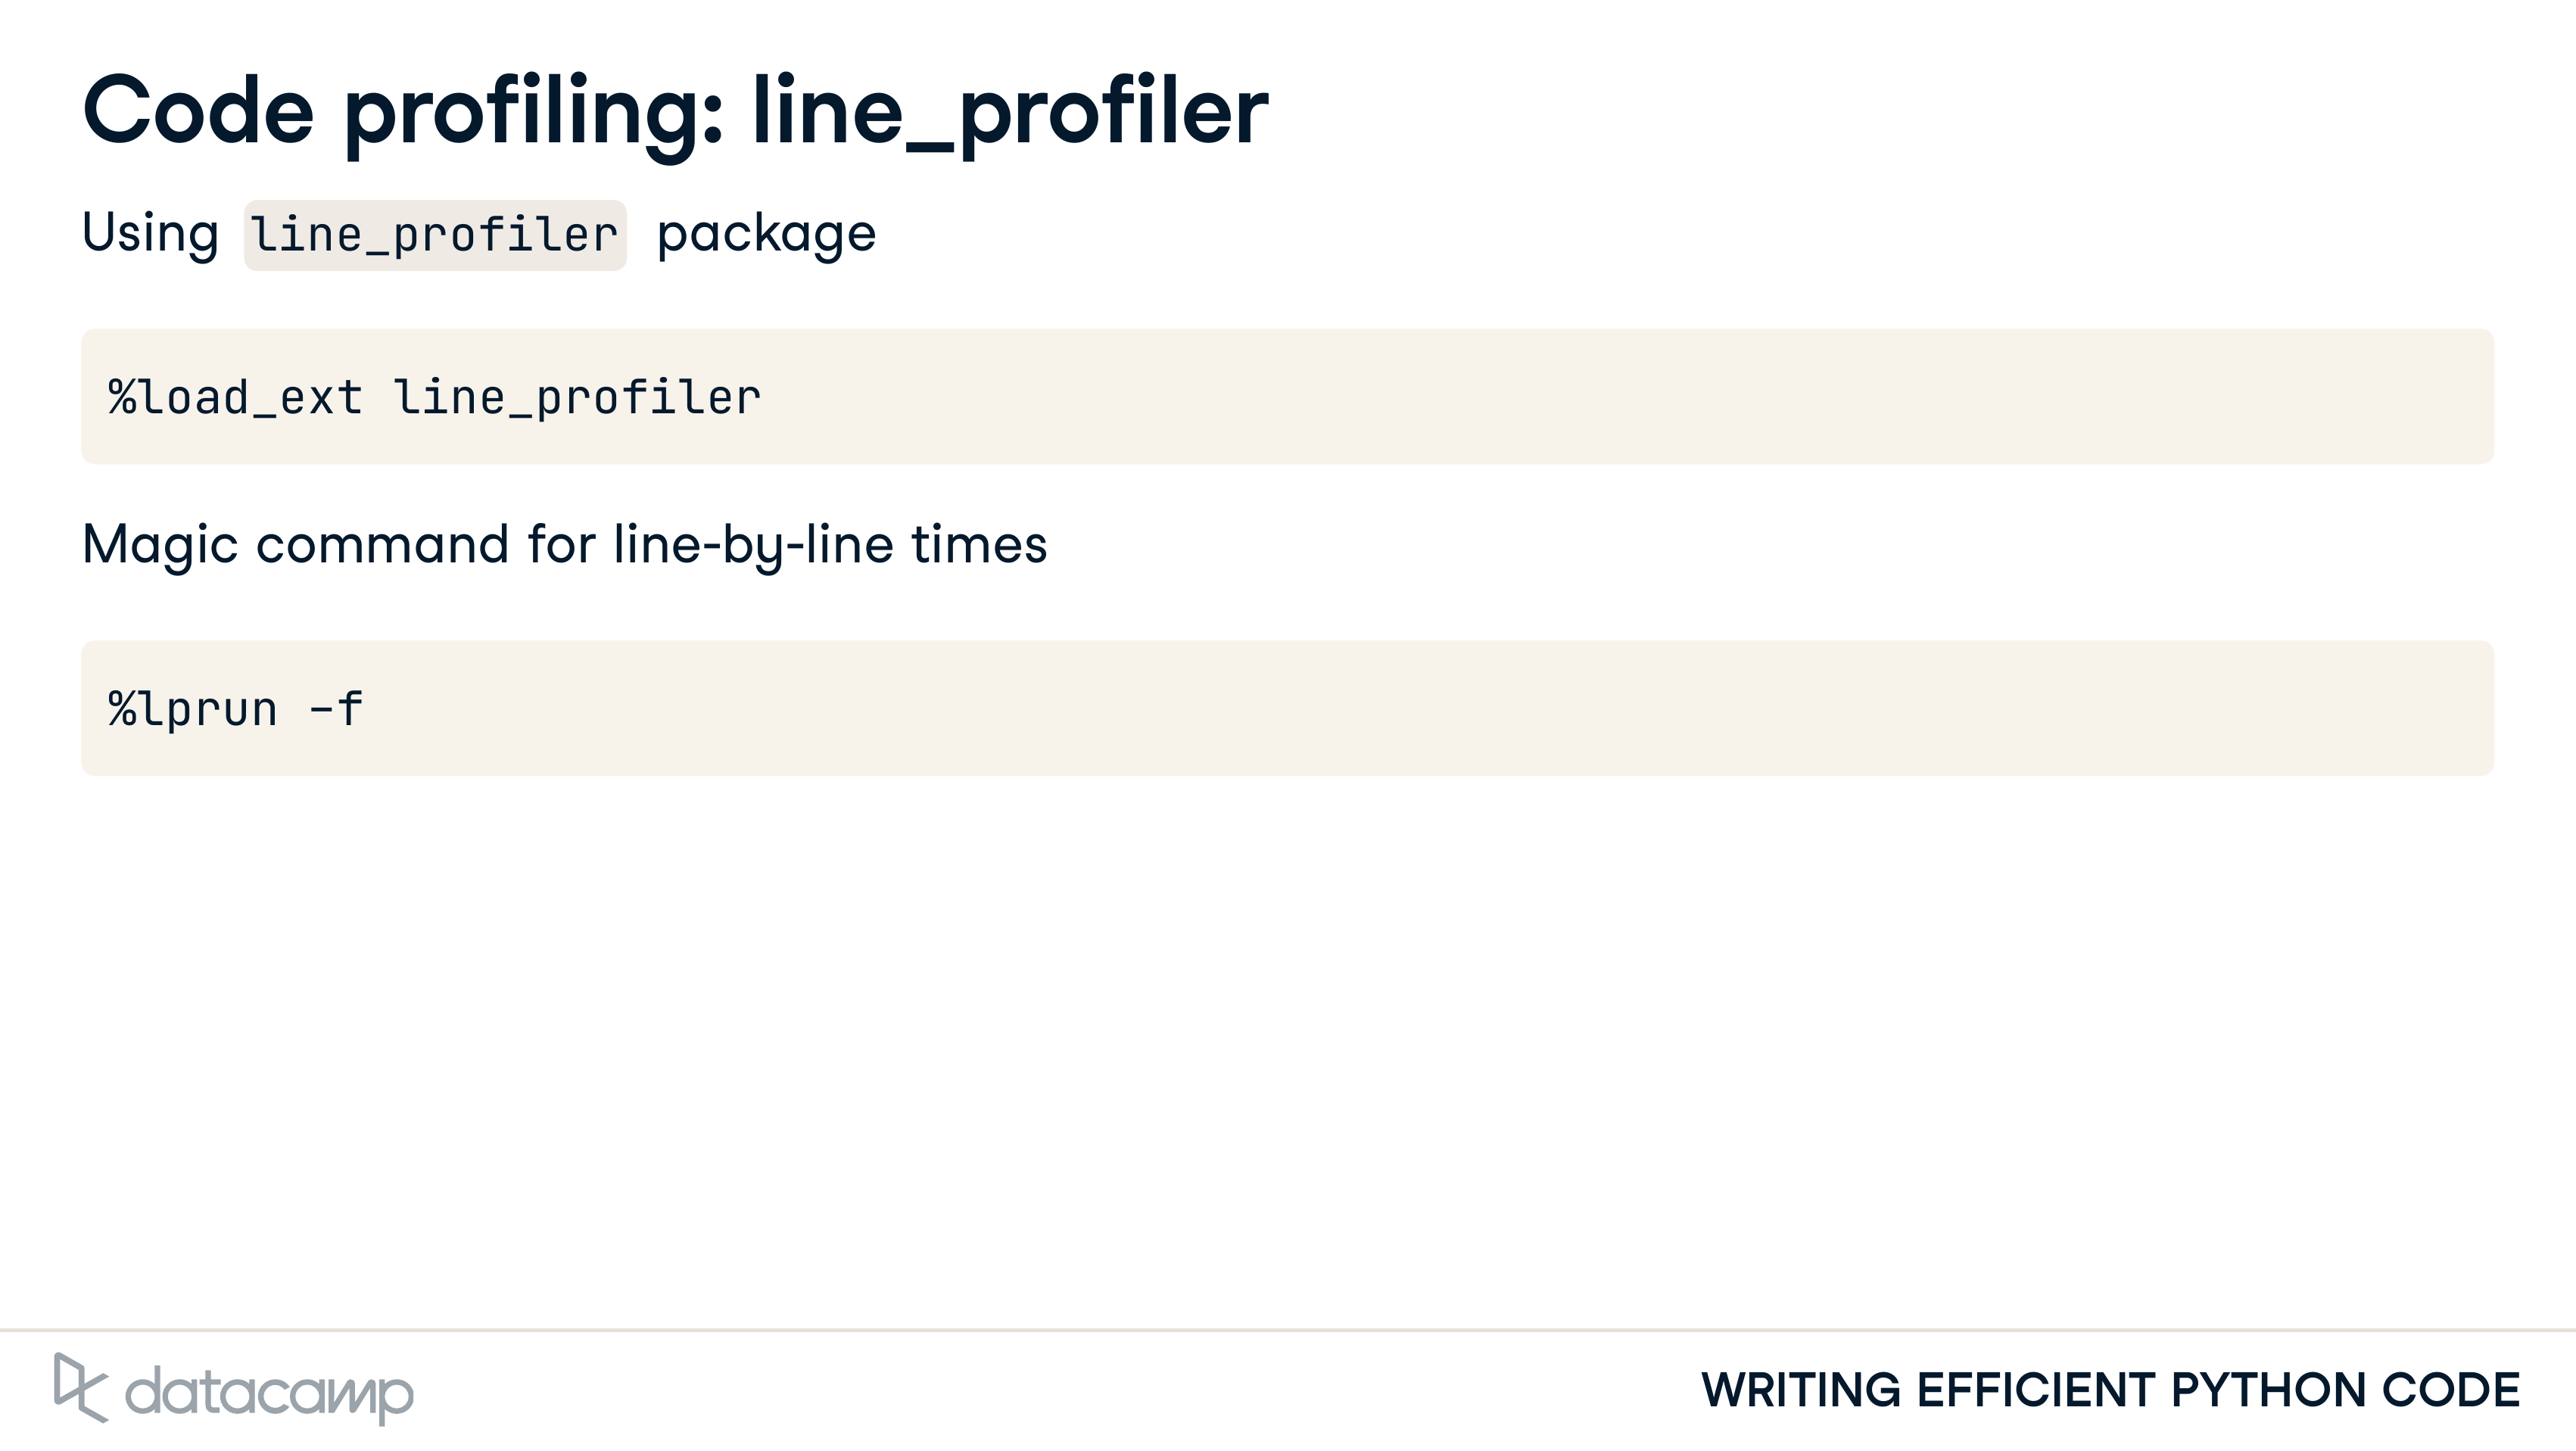 Code profiling: line_profiler
Using line_profiler package
%load_ext line_profiler
Magic command for line-by-line times
%lprun -f
datacamp
WRITING EFFICIENT PYTHON CODE